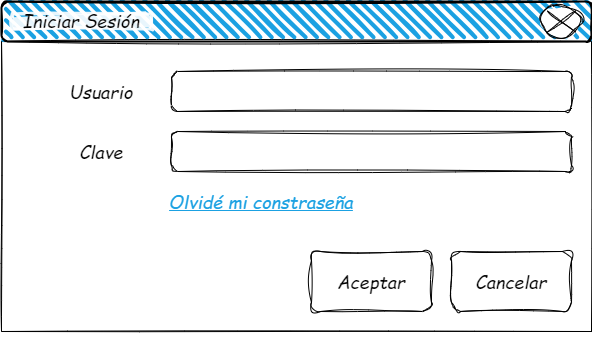 Iniciar Sesión
Usuario
Clave
Olvidé mi constraseña
Aceptar
Cancelar